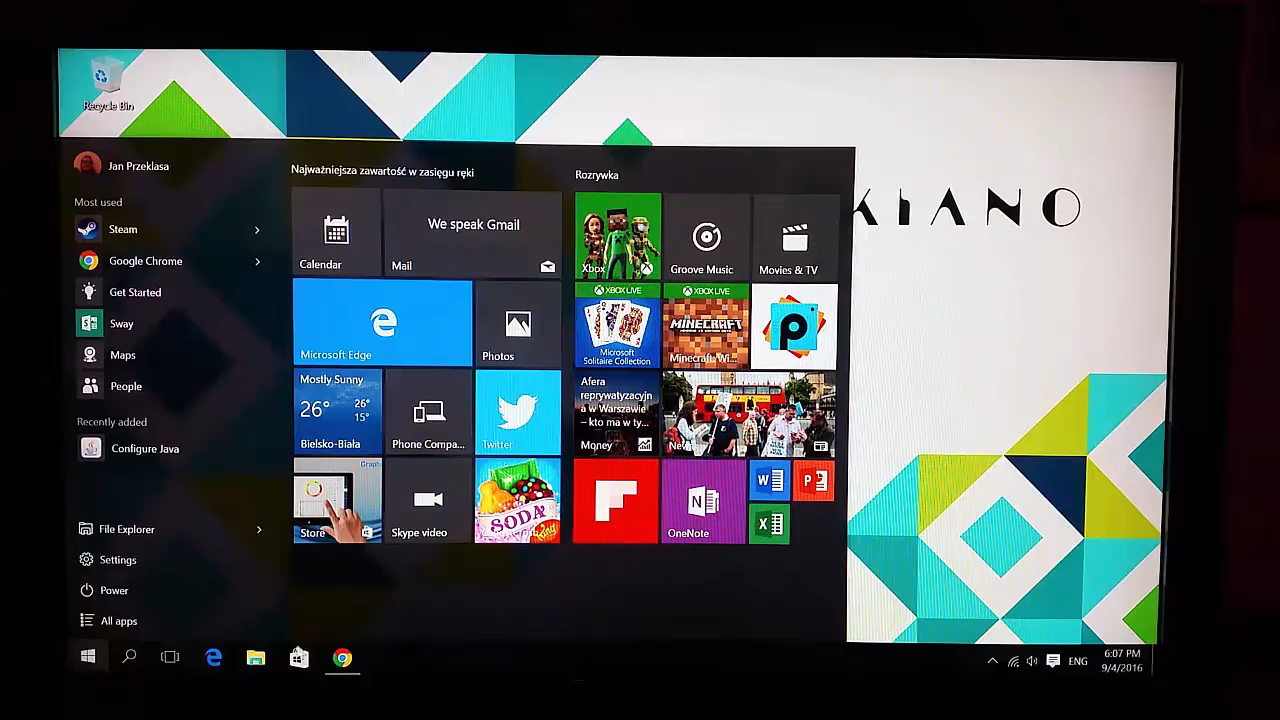 Recycle Bin
KIANO
Jan Przeklasa
Most used
Steam
Google Chrome
Get Started
Sway
Maps
People
Recently added
Configure Java
File Explorer
Settings
Power
All apps
Najważniejsza zawartość w zasięgu ręki
Calendar
We speak Gmail
Mail
Microsoft Edge
Photos
Mostly Sunny
26°
26°
15°
Bielsko-Biała
Phone Compa...
Twitter
Store
Skype video
SODA
King
Rozrywka
Xbox
Groove Music
Movies & TV
XBOX LIVE
Microsoft
Solitaire Collection
XBOX LIVE
MINECRAFT
Minecraft: Wi...
p
Afera
reprywatyzacyjn
a w Warszawie
– kto ma w ty...
Money
OneNote
W
P
X
ENG
6:07 PM
9/4/2016